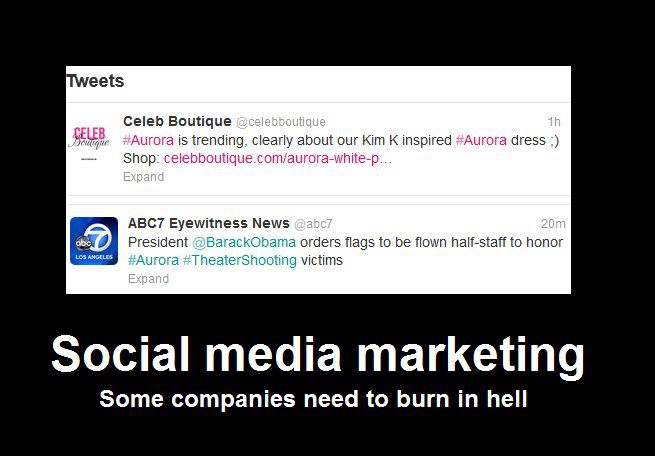 Tweets
CELEB
Boutique
Celeb Boutique @celebboutique 1h
#Aurora is trending, clearly about our Kim K inspired #Aurora dress ;)
Shop: celebboutique.com/aurora-white-p…
Expand
abc 7
LOS ANGELES
ABC7 Eyewitness News @abc7 20m
President @BarackObama orders flags to be flown half-staff to honor
#Aurora #TheaterShooting victims
Expand
Social media marketing
Some companies need to burn in hell